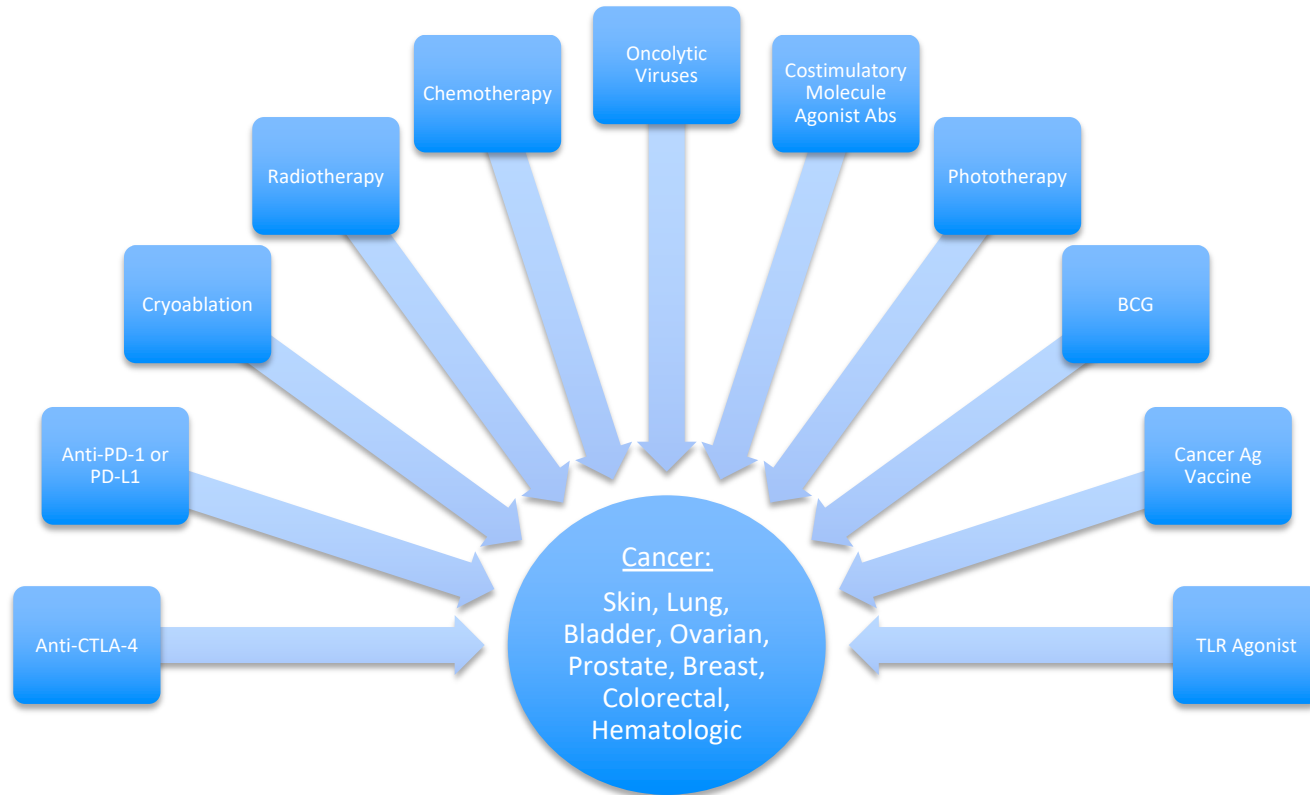 Oncolytic
Viruses
Costimulatory
Molecule
Agonist Abs
Chemotherapy
Radiotherapy
Phototherapy
Cryoablation
BCG
Anti-PD-1 or
PD-L1
Cancer Ag
Vaccine
Anti-CTLA-4
TLR Agonist
Cancer:
Skin, Lung,
Bladder, Ovarian,
Prostate, Breast,
Colorectal,
Hematologic